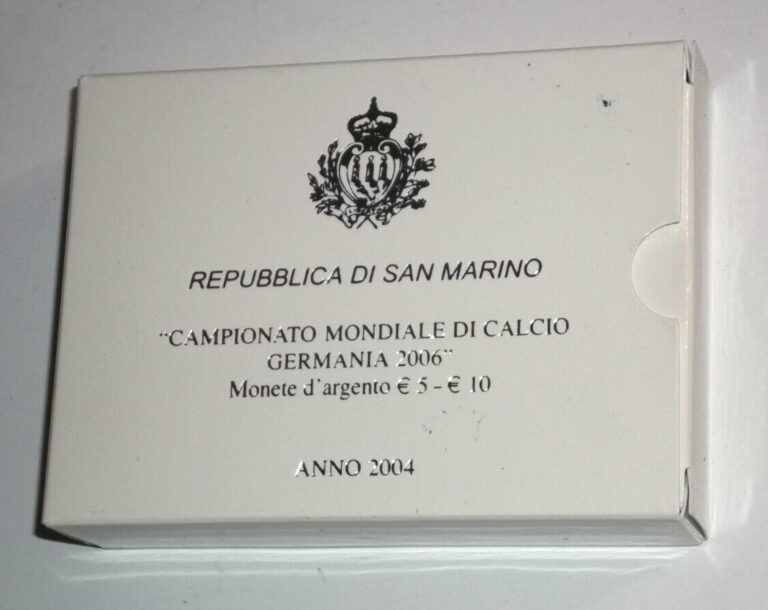 REPUBBLICA DI SAN MARINO
"CAMPIONATO MONDIALE DI CALCIO
GERMANIA 2006"
Monete d'argento € 5 - € 10
ANNO 2004